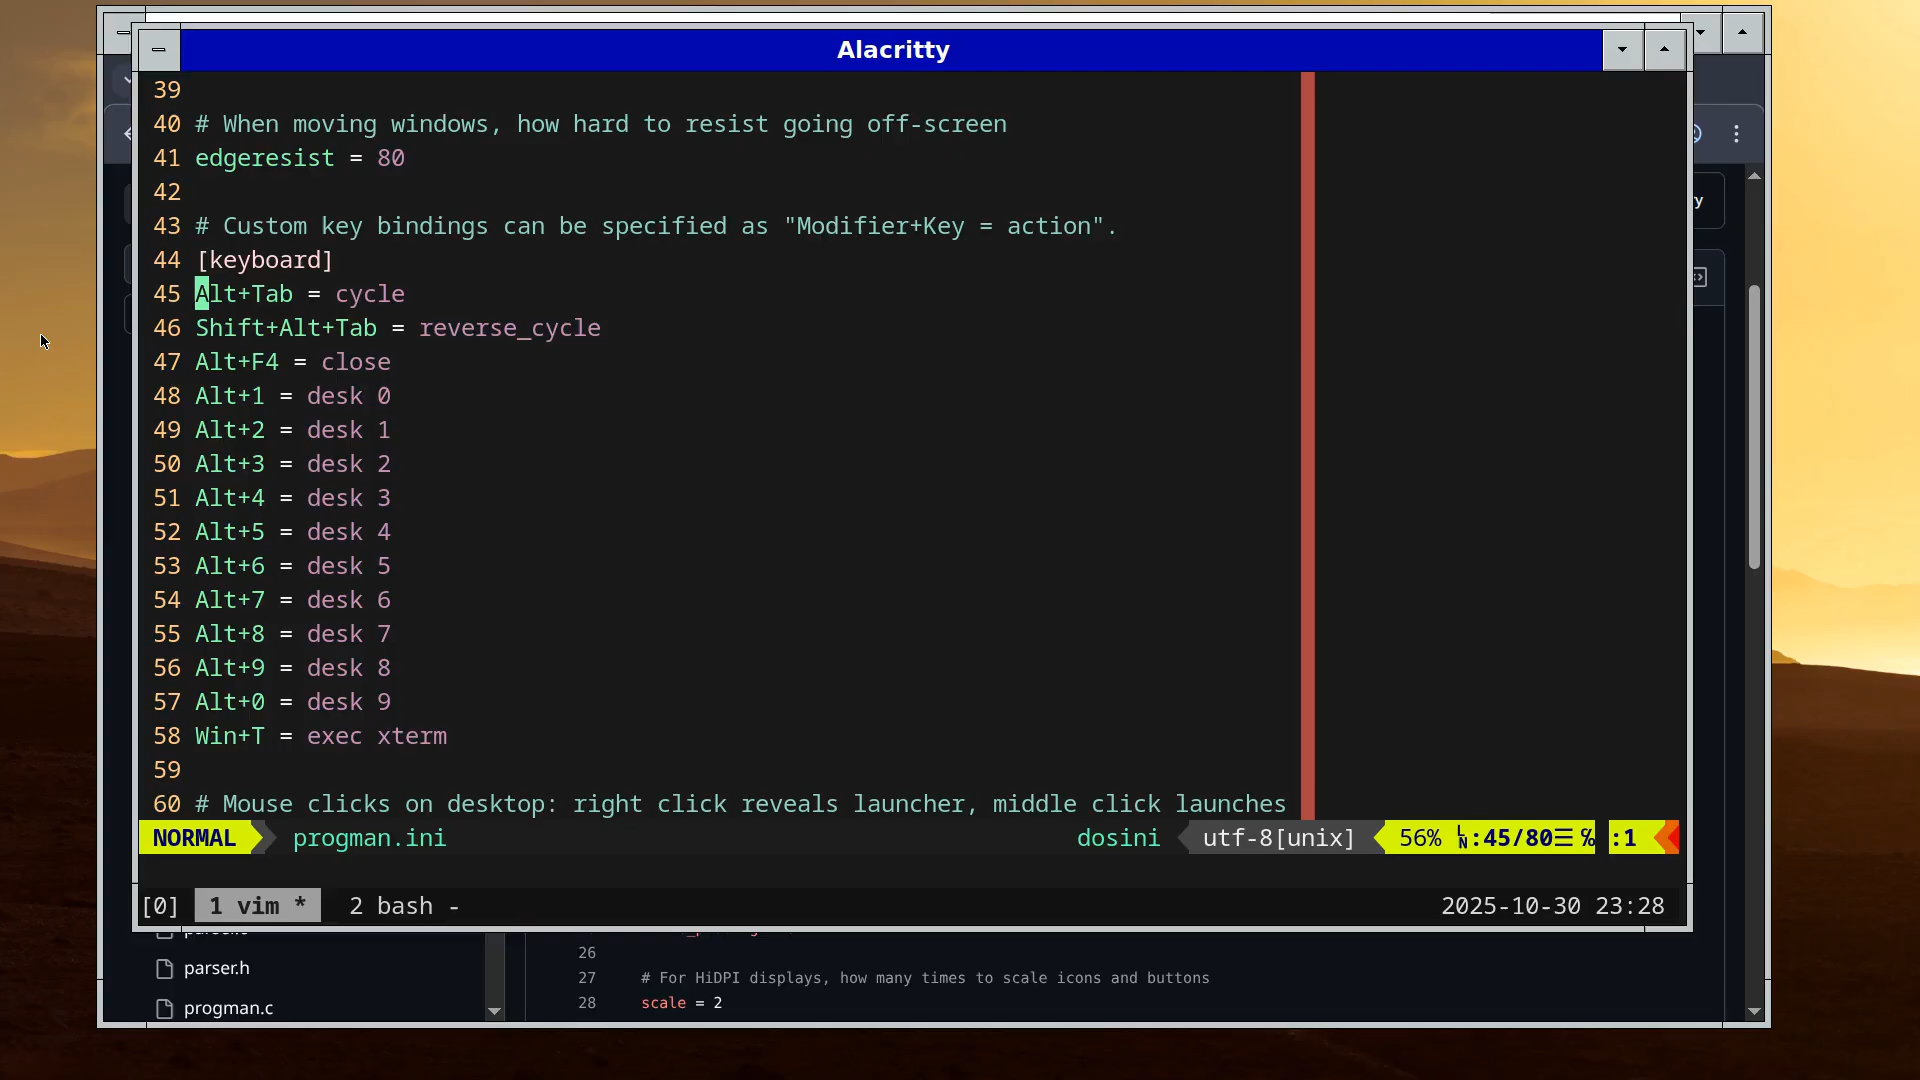 Alacritty
39
40 # When moving windows, how hard to resist going off-screen
41 edgeresist = 80
42
43 # Custom key bindings can be specified as "Modifier+Key = action".
44 [keyboard]
45 Alt+Tab = cycle
46 Shift+Alt+Tab = reverse_cycle
47 Alt+F4 = close
48 Alt+1 = desk 0
49 Alt+2 = desk 1
50 Alt+3 = desk 2
51 Alt+4 = desk 3
52 Alt+5 = desk 4
53 Alt+6 = desk 5
54 Alt+7 = desk 6
55 Alt+8 = desk 7
56 Alt+9 = desk 8
57 Alt+0 = desk 9
58 Win+T = exec xterm
59
60 # Mouse clicks on desktop: right click reveals launcher, middle click launches
NORMAL progman.ini dosini utf-8[unix] 56% ㏑:45/80☰ ℅:1
[0] 1 vim * 2 bash - 2025-10-30 23:28
26
parser.h
27 # For HiDPI displays, how many times to scale icons and buttons
28 scale = 2
progman.c